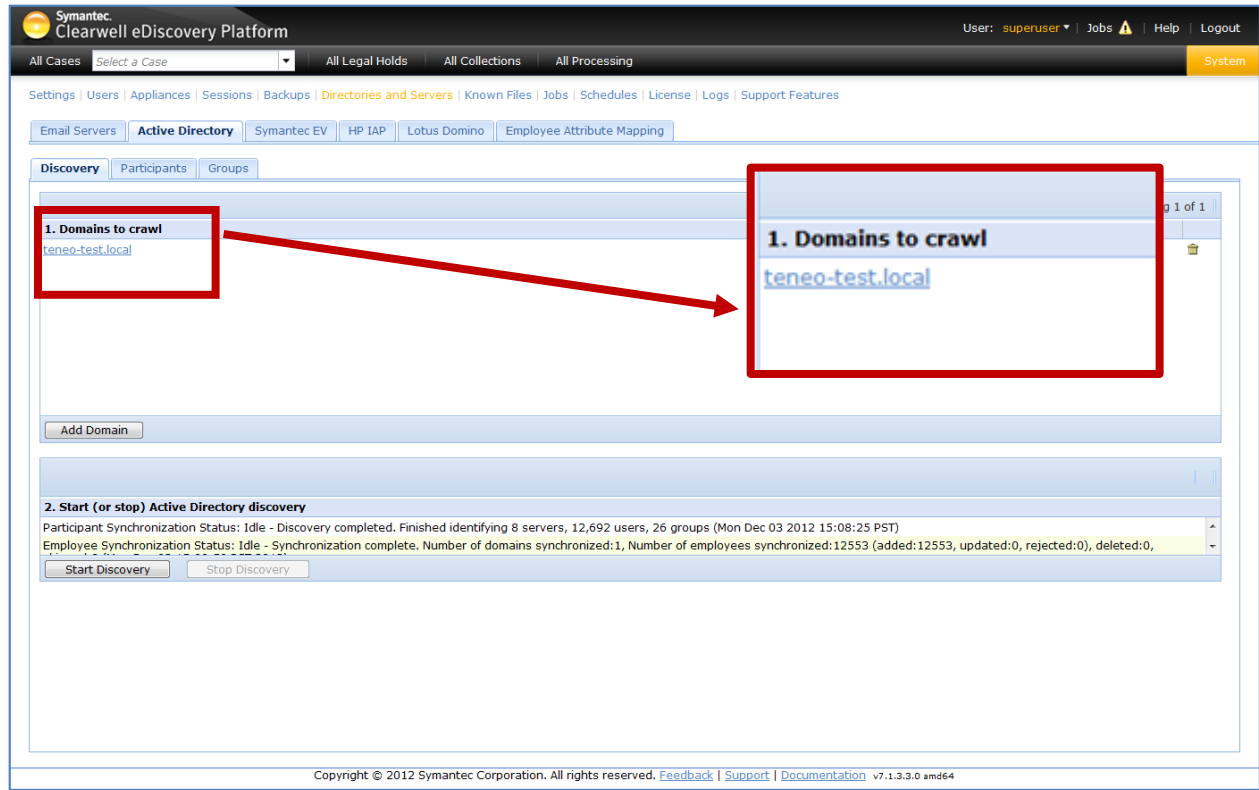 Symantec.
Clearwell eDiscovery Platform
User: superuser | Jobs | Help | Logout
All Cases Select a Case All Legal Holds All Collections All Processing System
Settings | Users | Appliances | Sessions | Backups | Directories and Servers | Known Files | Jobs | Schedules | License | Logs | Support Features
Email Servers Active Directory Symantec EV HP IAP Lotus Domino Employee Attribute Mapping
Discovery Participants Groups
1 of 1
1. Domains to crawl
teneo-test.local
1. Domains to crawl
teneo-test.local
Add Domain
2. Start (or stop) Active Directory discovery
Participant Synchronization Status: Idle - Discovery completed. Finished identifying 8 servers, 12,692 users, 26 groups (Mon Dec 03 2012 15:08:25 PST)
Employee Synchronization Status: Idle - Synchronization complete. Number of domains synchronized:1, Number of employees synchronized:12553 (added:12553, updated:0, rejected:0), deleted:0,
Start Discovery Stop Discovery
Copyright © 2012 Symantec Corporation. All rights reserved. Feedback | Support | Documentation v7.1.3.3.0 amd64